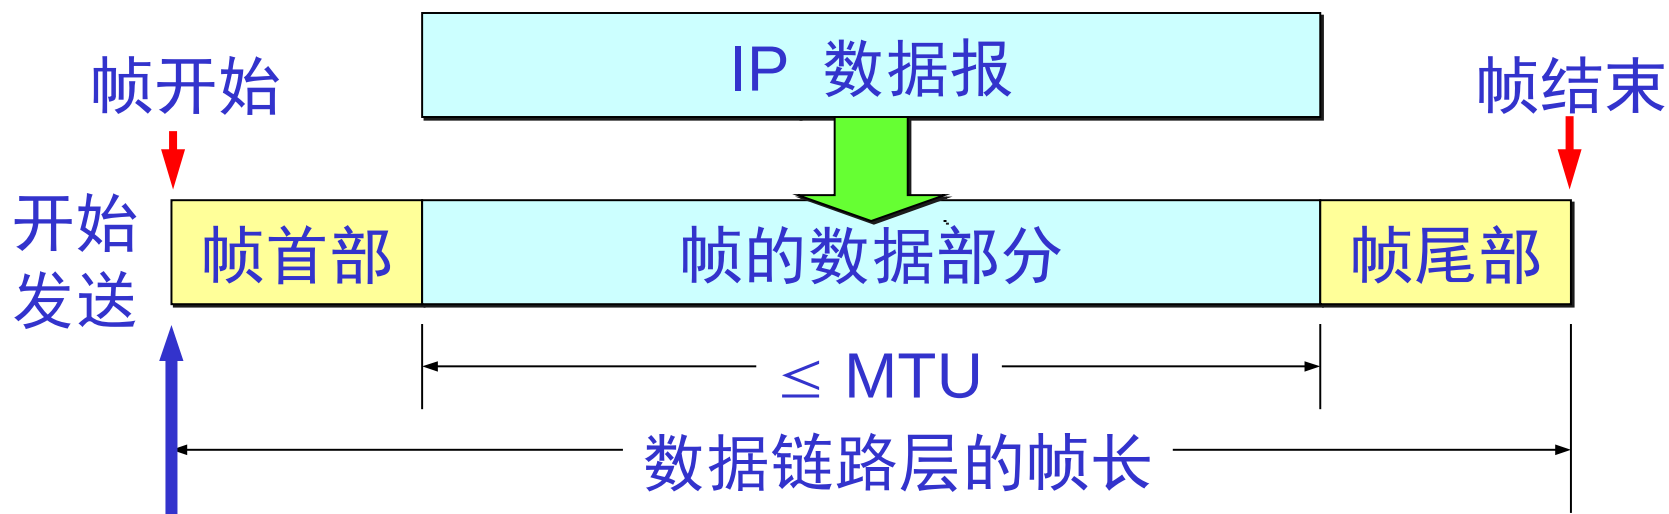 IP 数据报
帧开始
帧结束
开始
发送
帧首部
帧的数据部分
帧尾部
≤ MTU
数据链路层的帧长